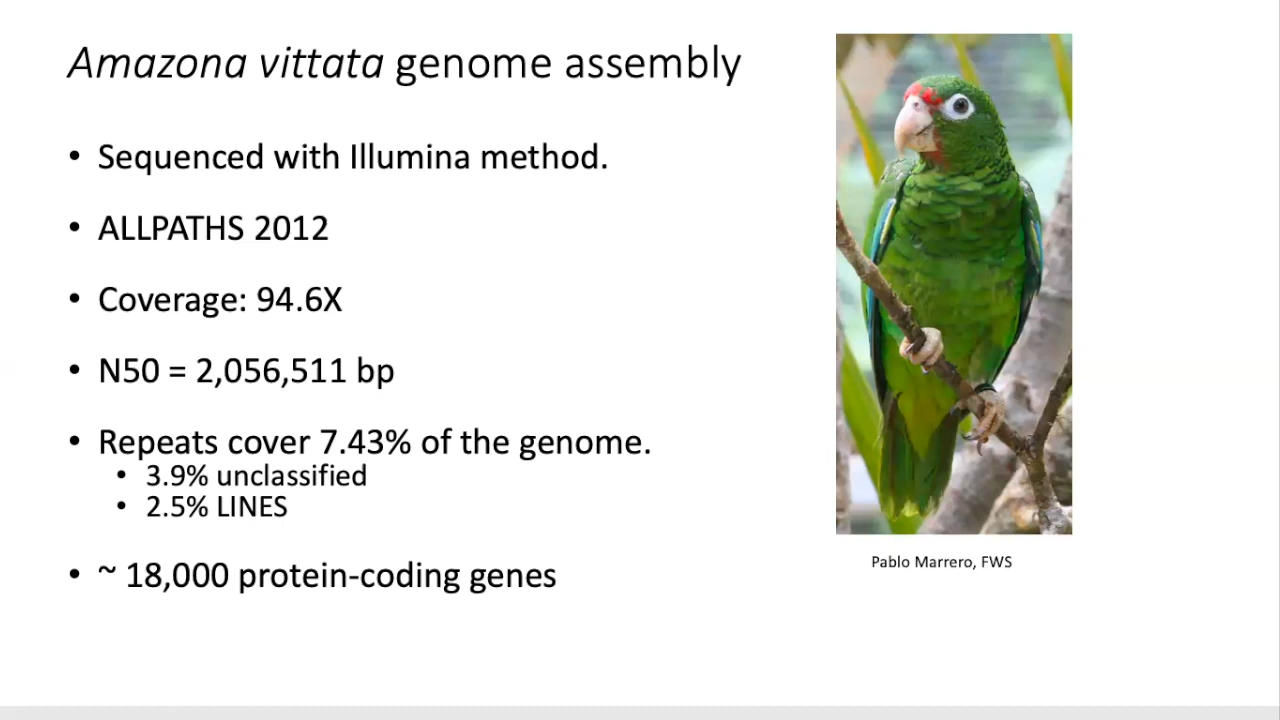 Amazona vittata genome assembly
• Sequenced with Illumina method.
• ALLPATHS 2012
• Coverage: 94.6X
• N50 = 2,056,511 bp
• Repeats cover 7.43% of the genome.
• 3.9% unclassified
• 2.5% LINES
• ~ 18,000 protein-coding genes
Pablo Marrero, FWS